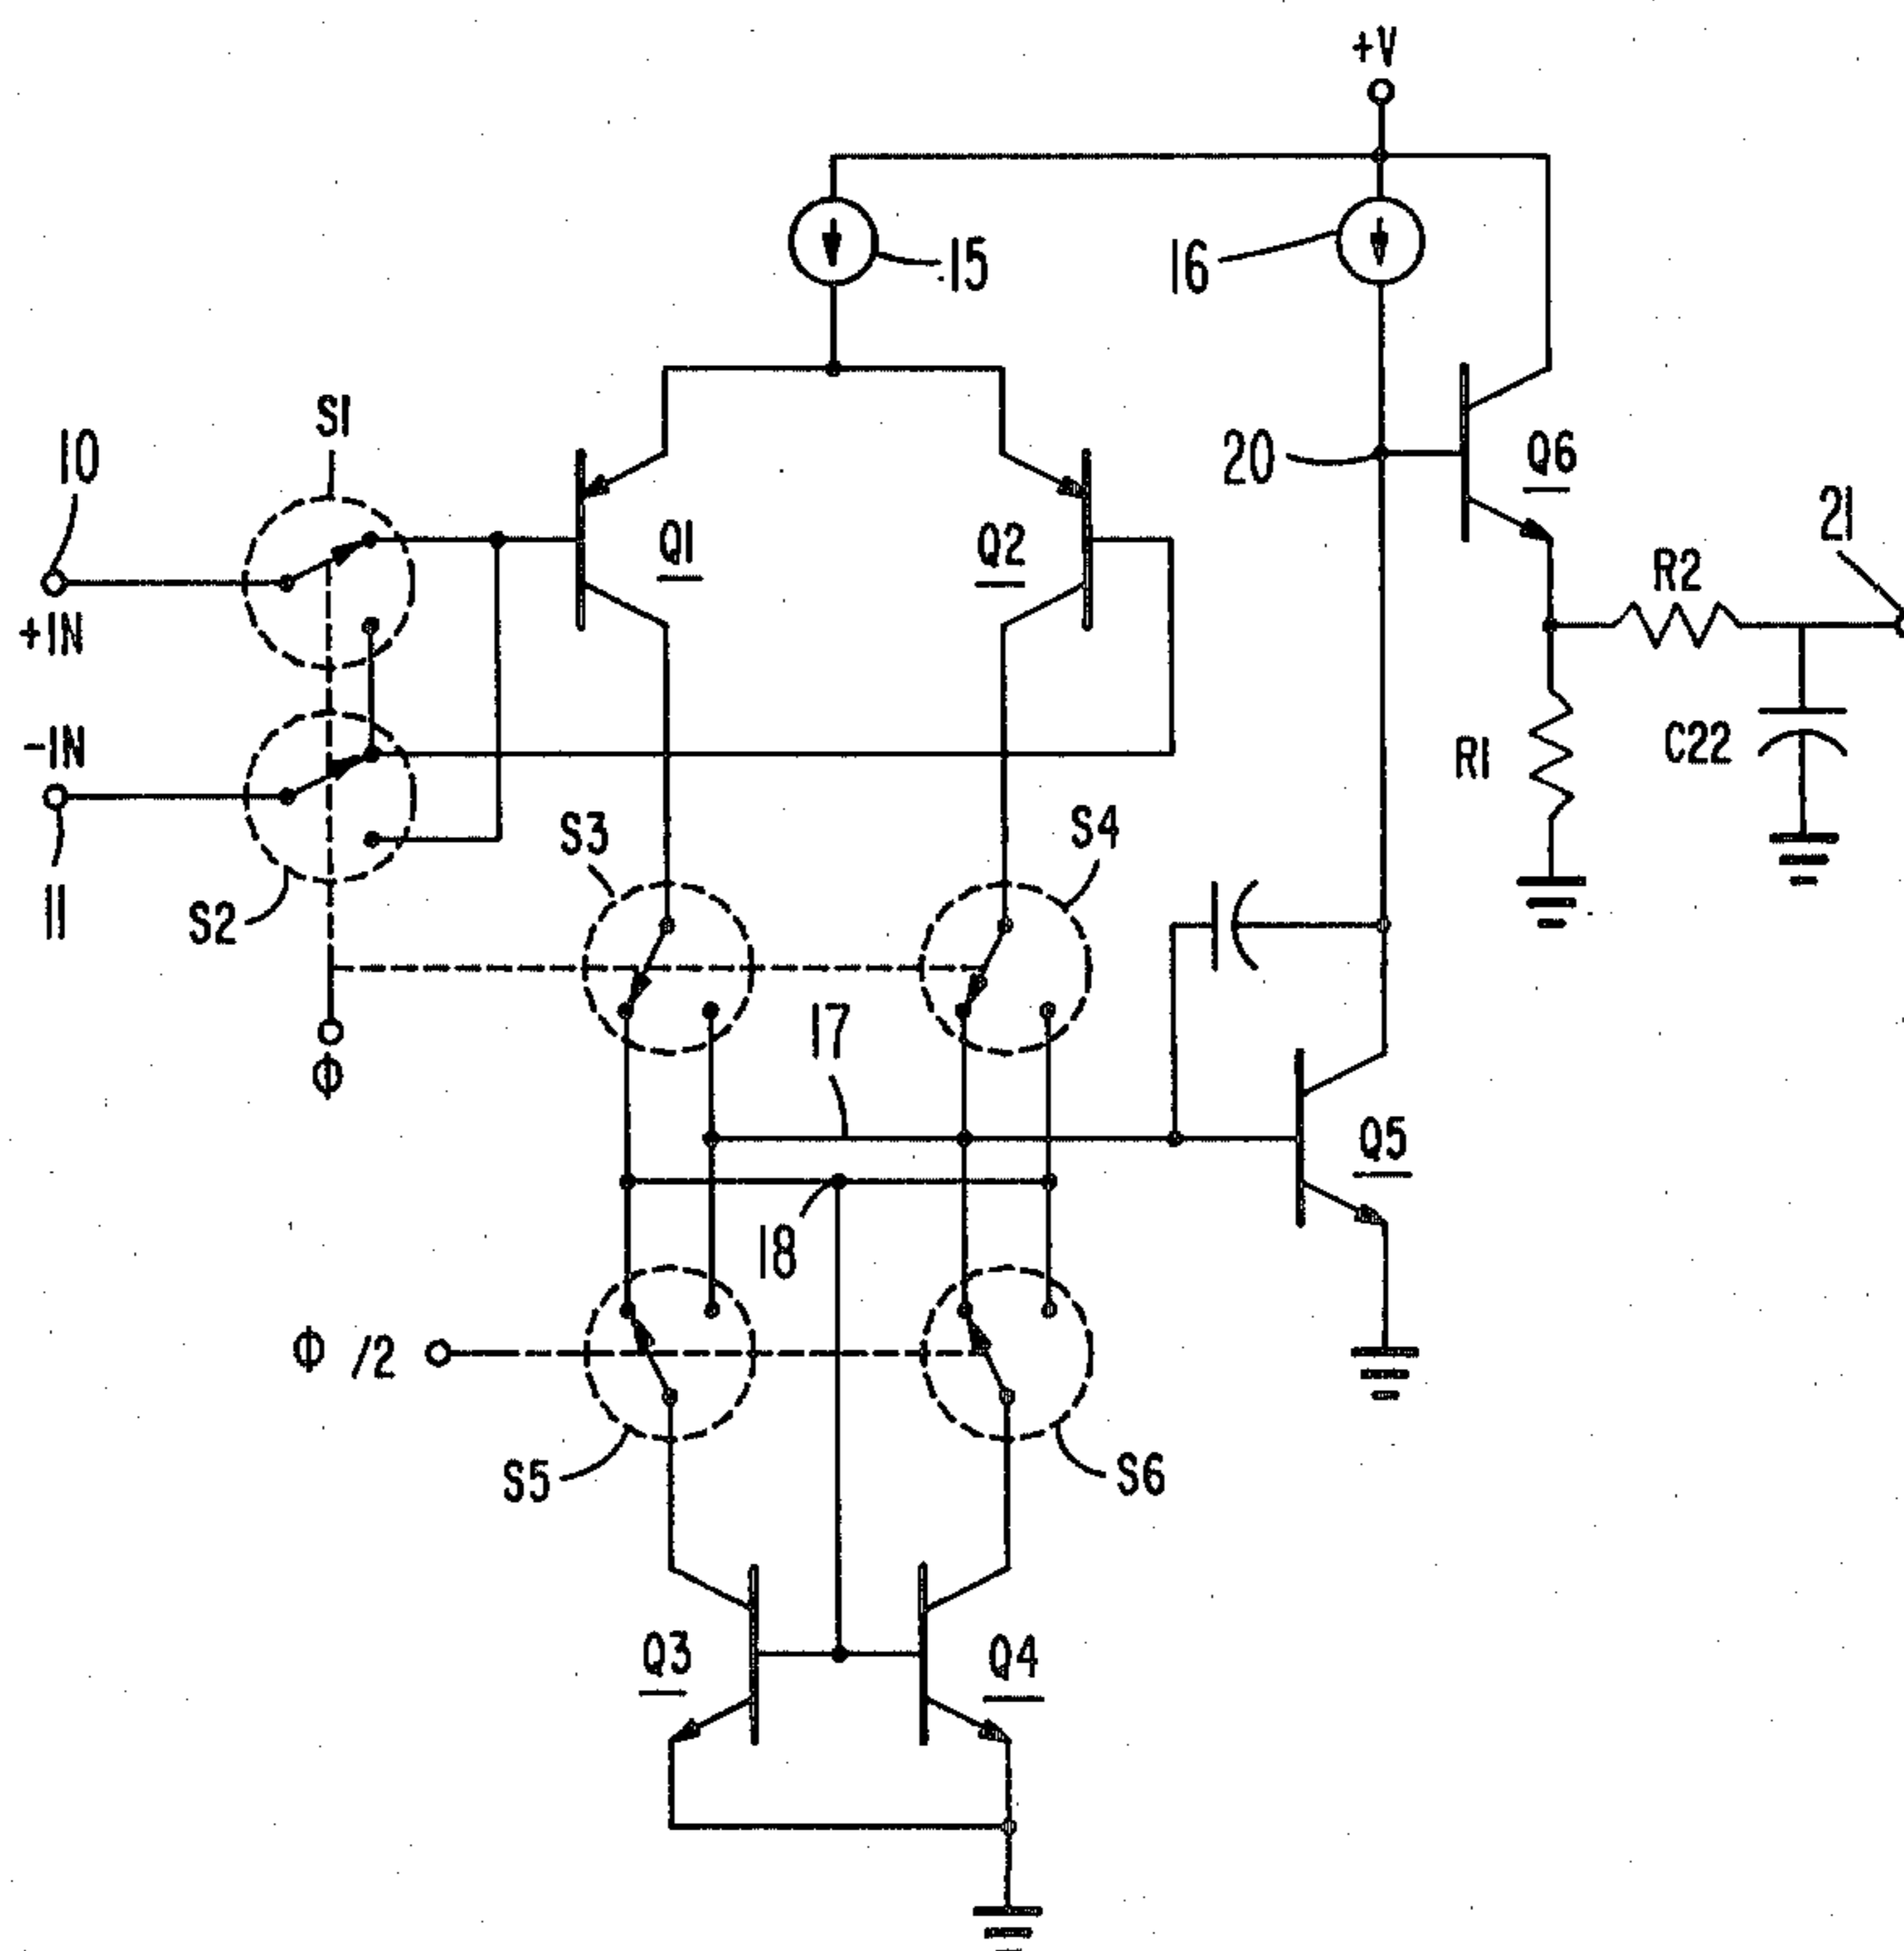 +V
15
16
S1
10
Q1
Q2
20
Q6
21
+IN
R2
-IN
R1
C22
S3
S4
11
S2
Φ
17
Q5
18
Φ /2
S5
S6
Q3
Q4